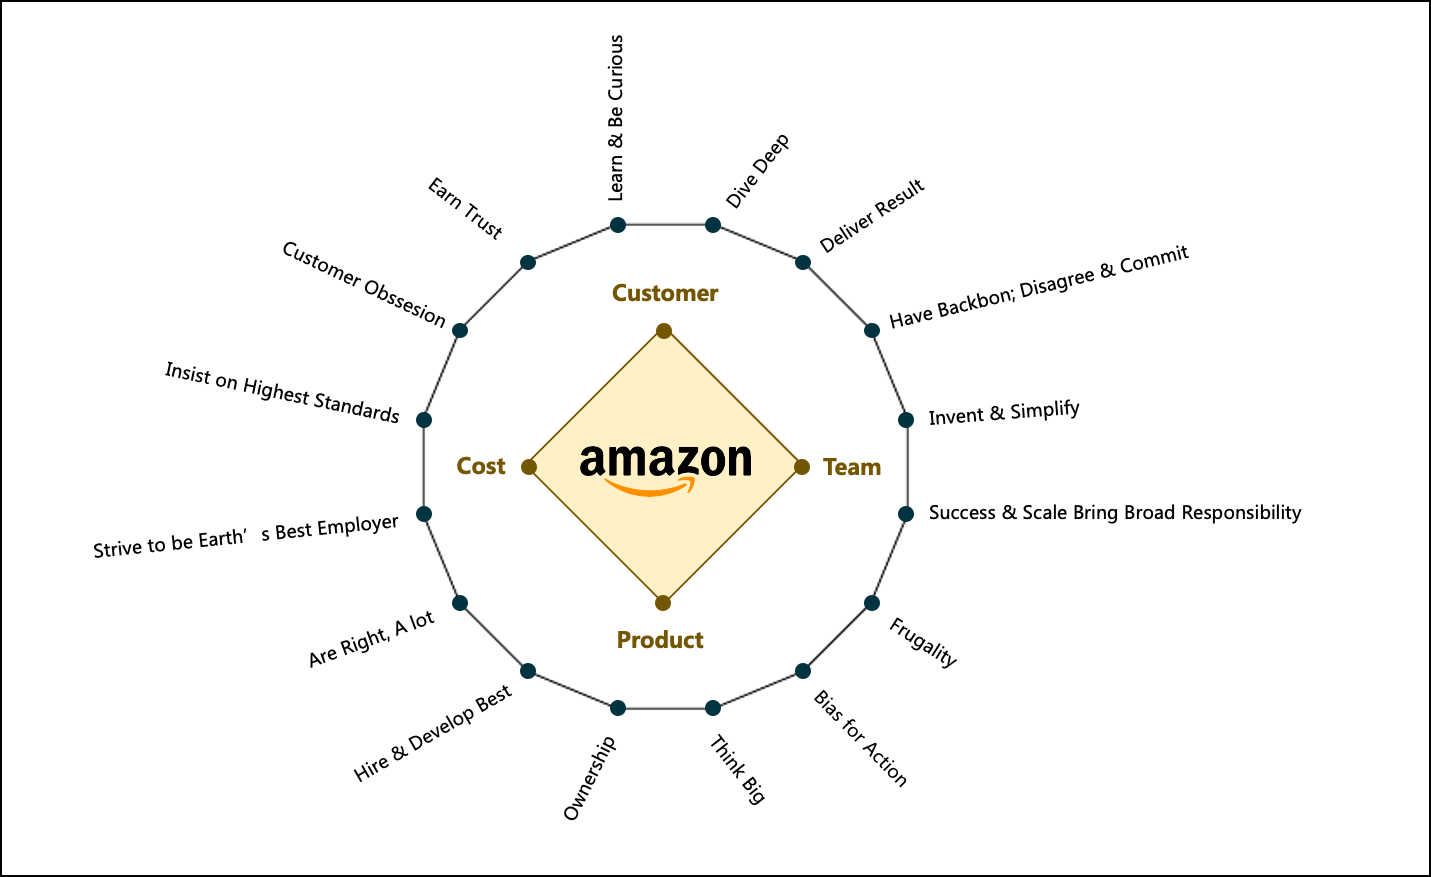 Learn & Be Curious
Dive Deep
Earn Trust
Deliver Result
Customer Obssesion
Have Backbon; Disagree & Commit
Customer
Insist on Highest Standards
Invent & Simplify
Cost
amazon
Team
Strive to be Earth’s Best Employer
Success & Scale Bring Broad Responsibility
Are Right, A lot
Product
Frugality
Hire & Develop Best
Bias for Action
Ownership
Think Big